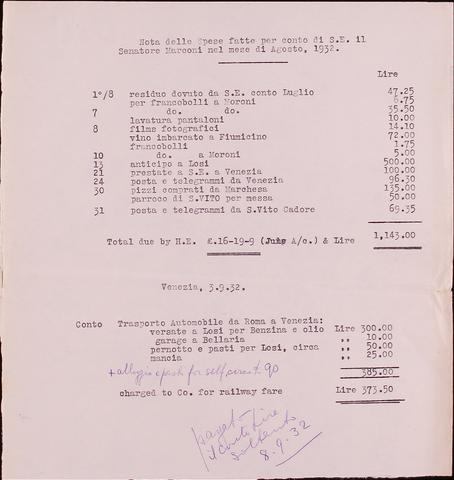 Nota delle Spese fatte per conto di S.E. il
Senatore Marconi nel mese di Agosto, 1932.
Lire
1°/8 residuo dovuto da S.E. conto Luglio 47.25
per francobolli a Moroni 6.75
7 do. do. 35.50
lavatura pantaloni 10.00
8 films fotografici 14.10
vino imbarcato a Fiumicino 72.00
francobolli 1.75
10 do. a Moroni 5.00
13 anticipo a Losi 500.00
21 prestate a S.E. a Venezia 100.00
24 posta e telegrammi da Venezia 96.30
30 pizzi comprati da Marchesa 135.00
parroco di S.VITO per messa 50.00
31 posta e telegrammi da S.Vito Cadore 69.35
Total due by H.E. £.16-19-9 (July A/c.) & Lire 1,143.00
Venezia, 3.9.32.
Conto Trasporto Automobile da Roma a Venezia:
versate a Losi per Benzina e olio Lire 300.00
garage a Bellaria ,, 10.00
pernotto e pasti per Losi, circa ,, 50.00
mancia ,, 25.00
+ alloggio e pasti for self circa £ 90
385.00
charged to Co. for railway fare Lire 373.50
il conto Lire
soltanto
8.9.32